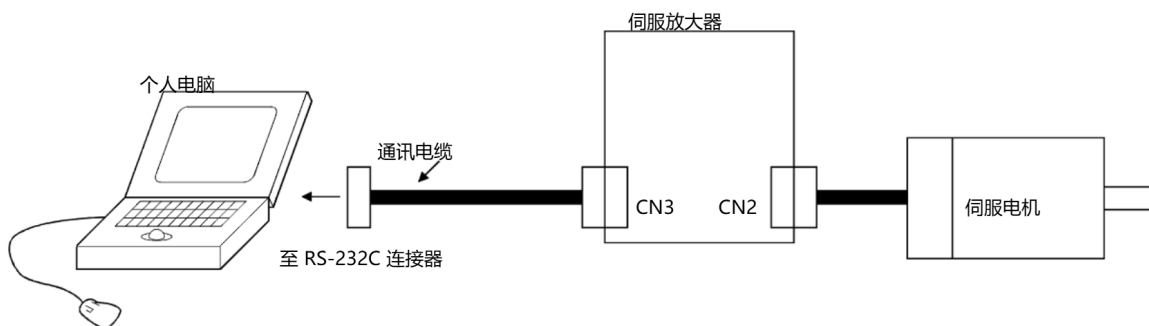 伺服放大器
个人电脑
通讯电缆
CN3
CN2
伺服电机
至 RS-232C 连接器